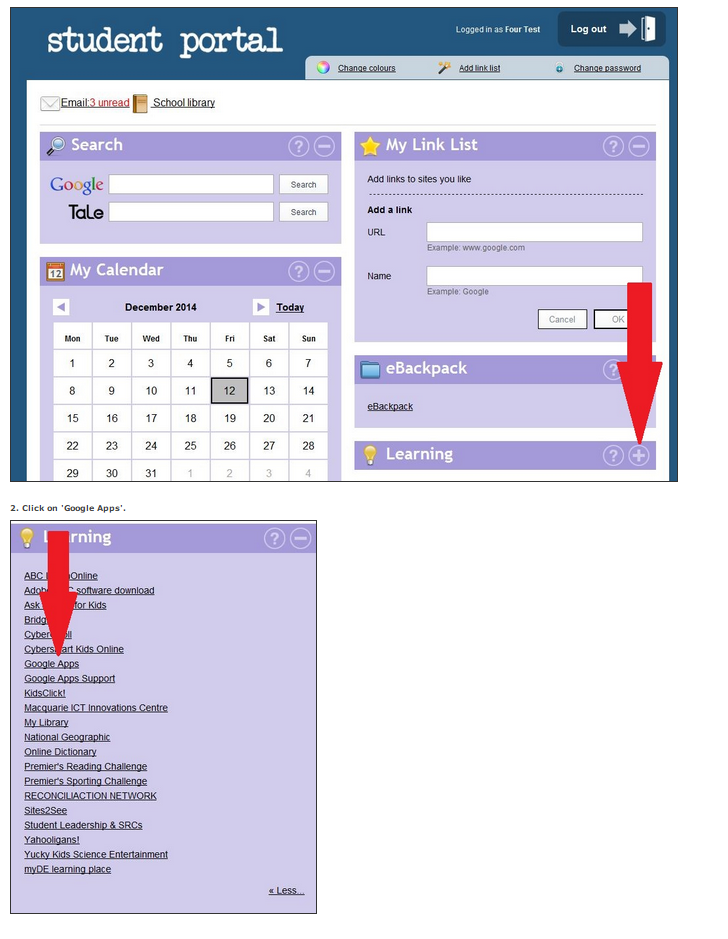 student portal
Logged in as Four Test
Log out
Change colours
Add link list
Change password
Email:3 unread
School library
Search
?
Google
Search
TaLe
Search
My Calendar
?
12
December 2014
Today
Mon Tue Wed Thu Fri Sat Sun
1 2 3 4 5 6 7
8 9 10 11 12 13 14
15 16 17 18 19 20 21
22 23 24 25 26 27 28
29 30 31 1 2 3 4
My Link List
?
Add links to sites you like
Add a link
URL
Example: www.google.com
Name
Example: Google
Cancel
OK
eBackpack
?
eBackpack
Learning
?
2. Click on 'Google Apps'.
?
ABC Online
Adobe software download
Ask for Kids
Cybersmart Kids Online
Google Apps
Google Apps Support
KidsClick!
Macquarie ICT Innovations Centre
My Library
National Geographic
Online Dictionary
Premier's Reading Challenge
Premier's Sporting Challenge
RECONCILIACTION NETWORK
Sites2See
Student Leadership & SRCs
Yahooligans!
Yucky Kids Science Entertainment
myDE learning place
« Less...